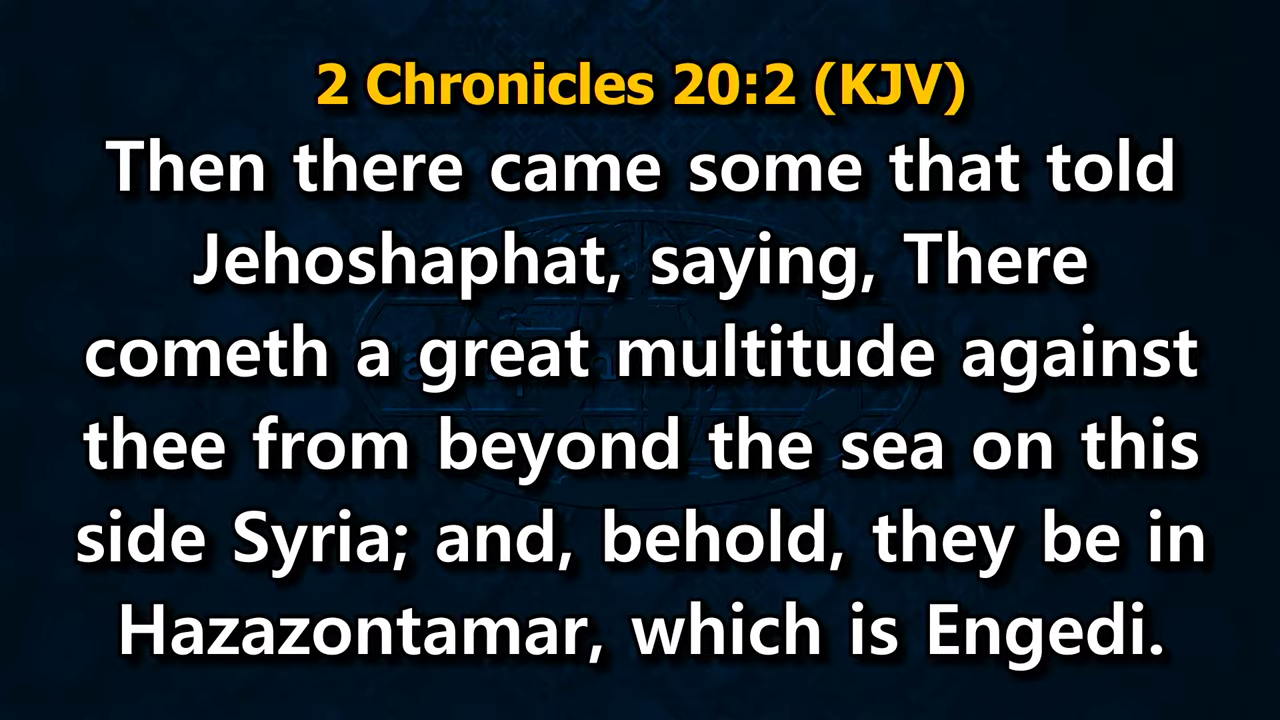 2 Chronicles 20:2 (KJV)
Then there came some that told
Jehoshaphat, saying, There
cometh a great multitude against
thee from beyond the sea on this
side Syria; and, behold, they be in
Hazazontamar, which is Engedi.